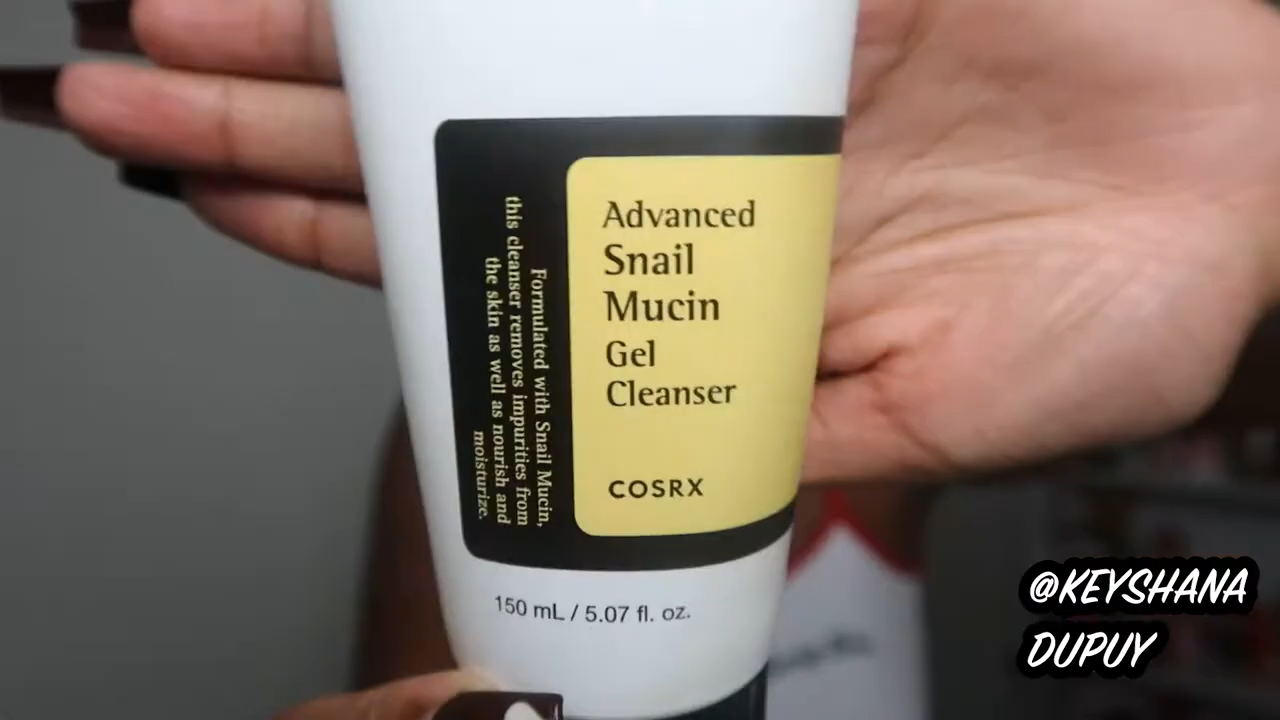 Advanced
Snail
Mucin
Gel
Cleanser
COSRX
Formulated with Snail Mucin,
this cleanser removes impurities from
the skin as well as nourish and
moisturize.
150 mL / 5.07 fl. oz.
@KEYSHANA
DUPUY